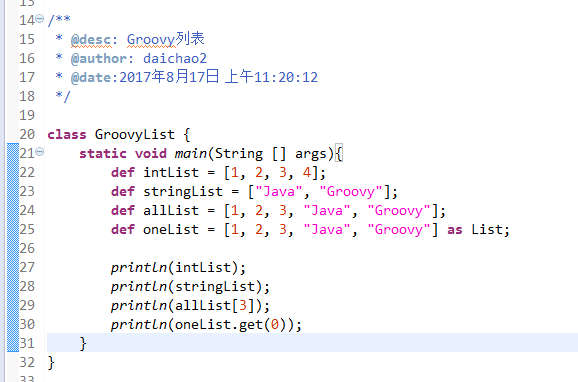 13
14 /**
15  * @desc: Groovy列表
16  * @author: daichao2
17  * @date:2017年8月17日 上午11:20:12
18  */
19
20 class GroovyList {
21     static void main(String [] args){
22         def intList = [1, 2, 3, 4];
23         def stringList = ["Java", "Groovy"];
24         def allList = [1, 2, 3, "Java", "Groovy"];
25         def oneList = [1, 2, 3, "Java", "Groovy"] as List;
26
27         println(intList);
28         println(stringList);
29         println(allList[3]);
30         println(oneList.get(0));
31     }
32 }
33